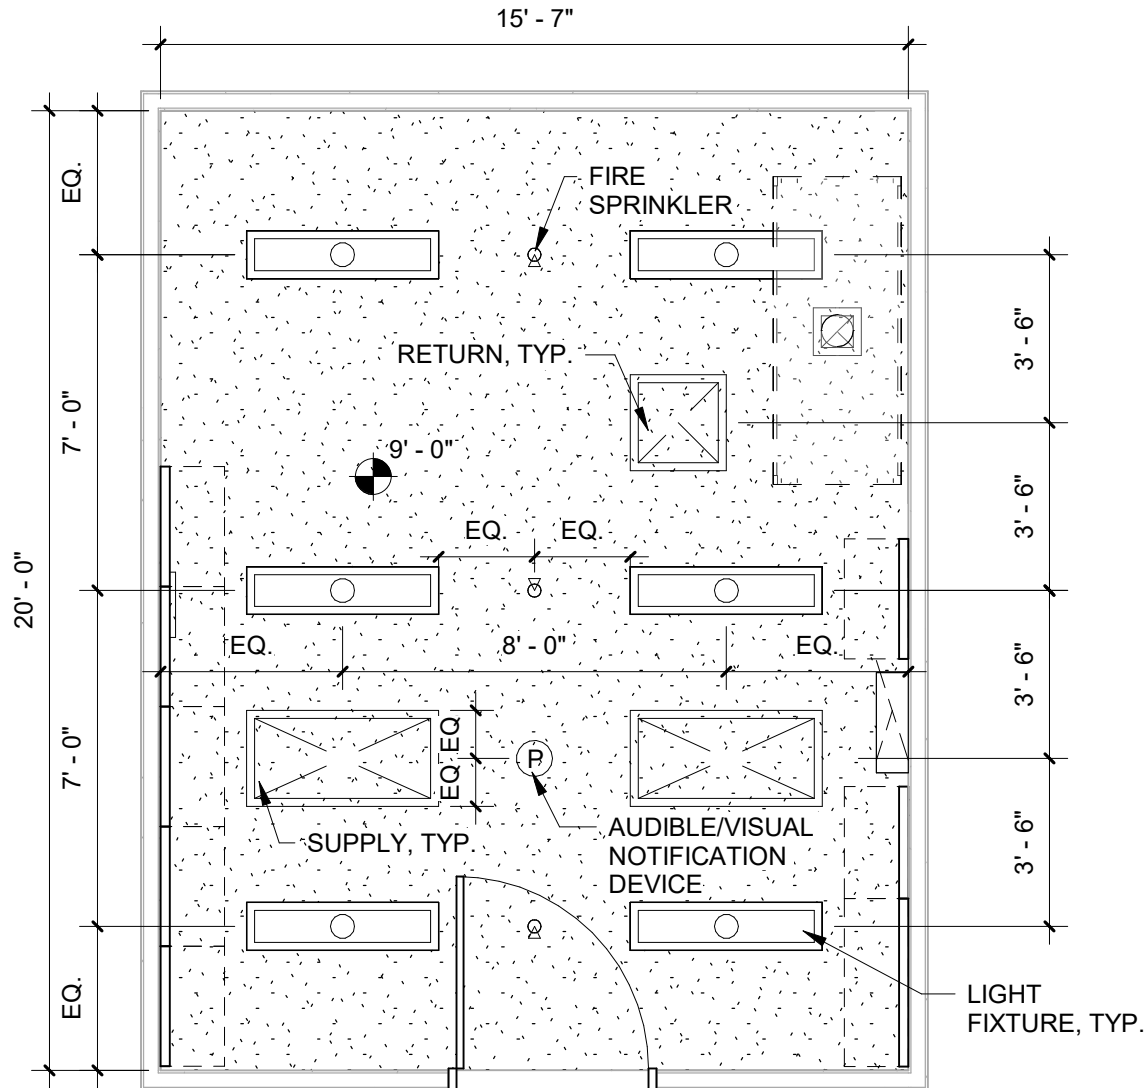 15' - 7"
EQ.
FIRE
SPRINKLER
3' - 6"
RETURN, TYP.
7' - 0"
9' - 0"
3' - 6"
EQ.
EQ.
20' - 0"
EQ.
8' - 0"
EQ.
3' - 6"
7' - 0"
EQ
EQ
P
SUPPLY, TYP.
AUDIBLE/VISUAL
NOTIFICATION
DEVICE
3' - 6"
EQ.
LIGHT
FIXTURE, TYP.